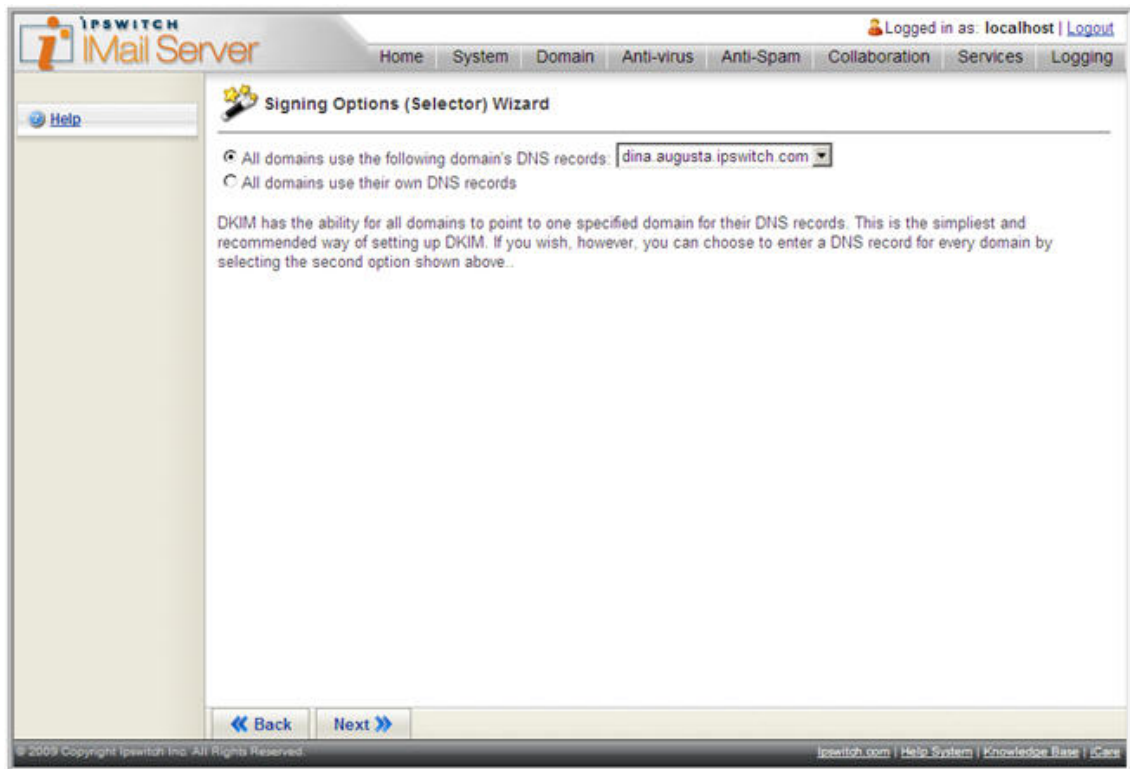 IPSWITCH
IMail Server
Logged in as: localhost | Logout
Home System Domain Anti-virus Anti-Spam Collaboration Services Logging
Help
Signing Options (Selector) Wizard
All domains use the following domain's DNS records: dina.augusta.ipswitch.com
All domains use their own DNS records
DKIM has the ability for all domains to point to one specified domain for their DNS records. This is the simpliest and
recommended way of setting up DKIM. If you wish, however, you can choose to enter a DNS record for every domain by
selecting the second option shown above..
Back Next
© 2009 Copyright Ipswitch Inc. All Rights Reserved.
Ipswitch.com | Help System | Knowledge Base | iCare